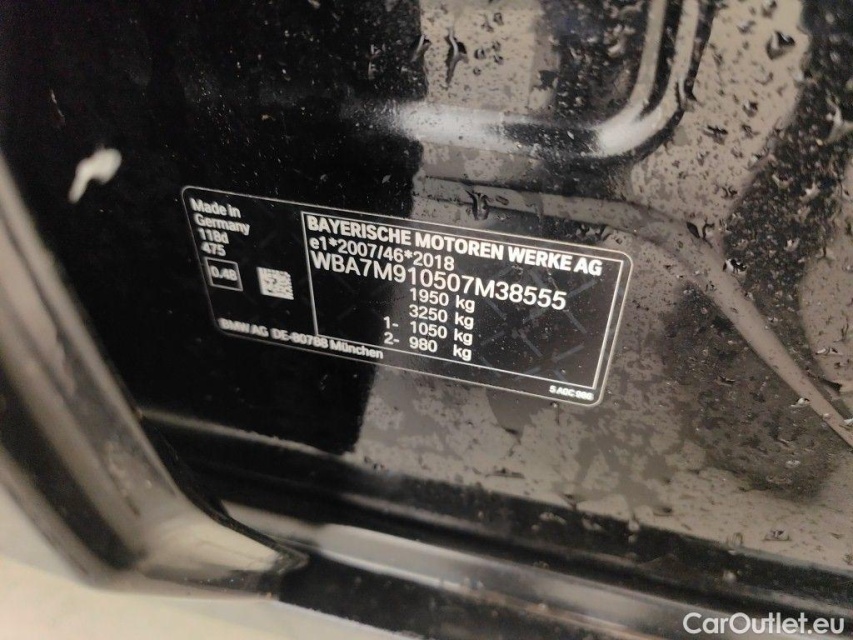 Made in
Germany
118d
475
0.48
BMW AG DE-80788 München
BAYERISCHE MOTOREN WERKE AG
e1*2007/46*2018
WBA7M910507M38555
1950 kg
3250 kg
1- 1050 kg
2- 980 kg
CarOutlet.eu